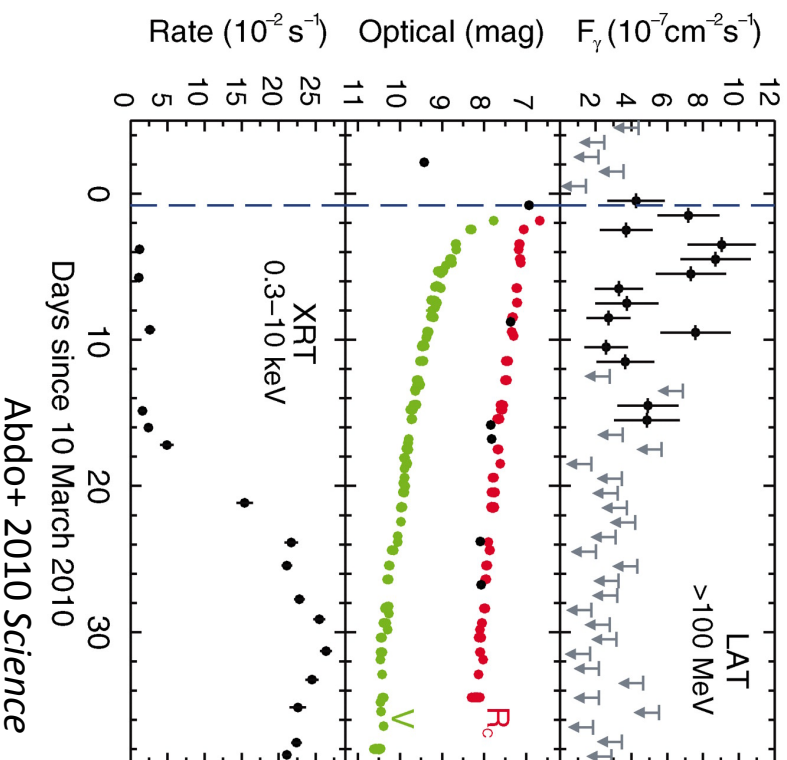 F_γ (10⁻⁷cm⁻²s⁻¹)
12
10
8
6
4
2
LAT
>100 MeV
Optical (mag)
7
8
9
10
11
R_C
V
Rate (10⁻² s⁻¹)
25
20
15
10
5
0
XRT
0.3–10 keV
0 10 20 30
Days since 10 March 2010
Abdo+ 2010 Science